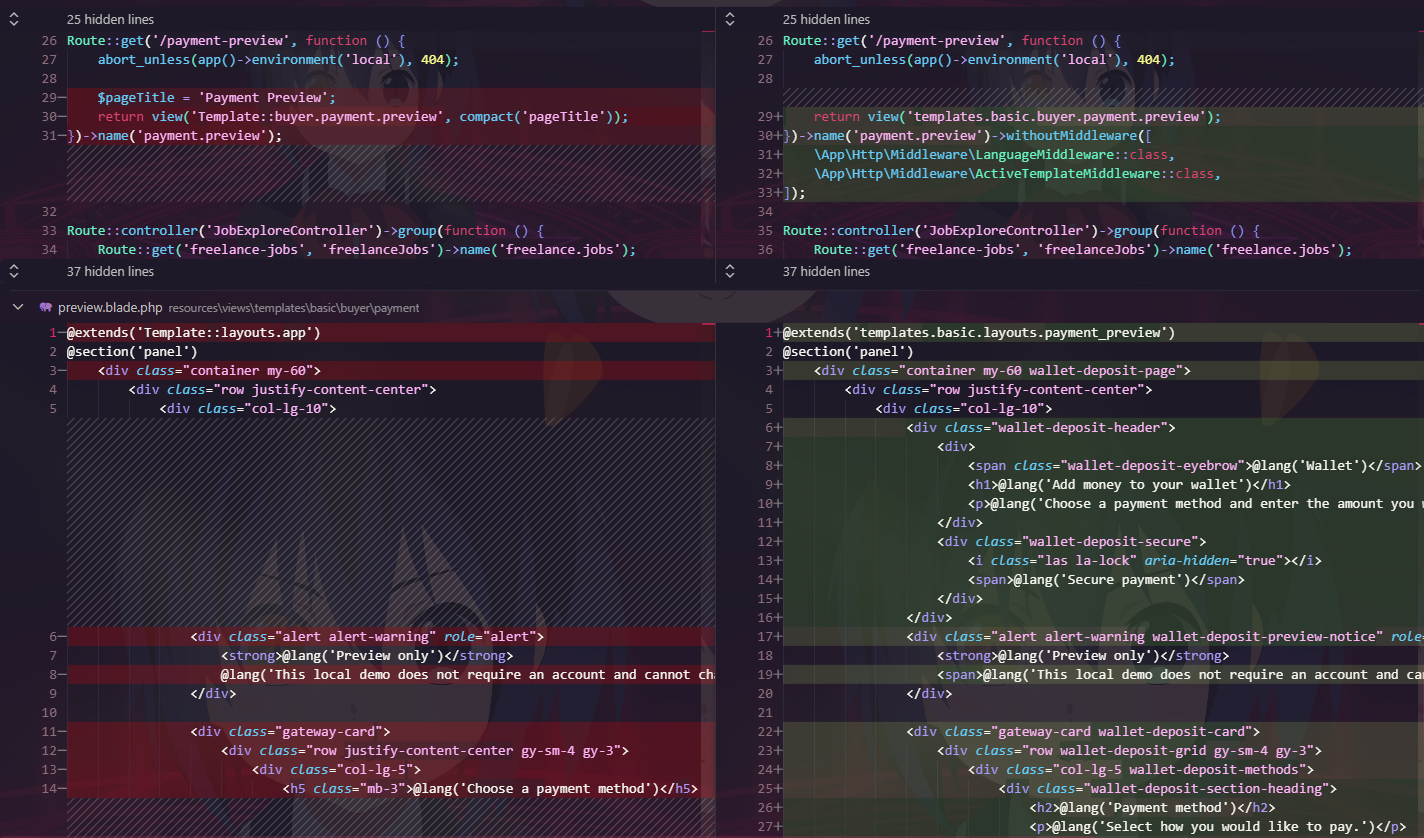 25 hidden lines
26 Route::get('/payment-preview', function () {
27 abort_unless(app()->environment('local'), 404);
28
29− $pageTitle = 'Payment Preview';
30− return view('Template::buyer.payment.preview', compact('pageTitle'));
31− })->name('payment.preview');
32
33 Route::controller('JobExploreController')->group(function () {
34 Route::get('freelance-jobs', 'freelanceJobs')->name('freelance.jobs');
37 hidden lines
25 hidden lines
26 Route::get('/payment-preview', function () {
27 abort_unless(app()->environment('local'), 404);
28
29+ return view('templates.basic.buyer.payment.preview');
30+ })->name('payment.preview')->withoutMiddleware([
31+ \App\Http\Middleware\LanguageMiddleware::class,
32+ \App\Http\Middleware\ActiveTemplateMiddleware::class,
33+ ]);
34
35 Route::controller('JobExploreController')->group(function () {
36 Route::get('freelance-jobs', 'freelanceJobs')->name('freelance.jobs');
37 hidden lines
preview.blade.php resources\views\templates\basic\buyer\payment
1− @extends('Template::layouts.app')
2 @section('panel')
3− <div class="container my-60">
4 <div class="row justify-content-center">
5 <div class="col-lg-10">
6− <div class="alert alert-warning" role="alert">
7 <strong>@lang('Preview only')</strong>
8− @lang('This local demo does not require an account and cannot ch
9 </div>
10
11− <div class="gateway-card">
12− <div class="row justify-content-center gy-sm-4 gy-3">
13− <div class="col-lg-5">
14− <h5 class="mb-3">@lang('Choose a payment method')</h5>
1+ @extends('templates.basic.layouts.payment_preview')
2 @section('panel')
3+ <div class="container my-60 wallet-deposit-page">
4 <div class="row justify-content-center">
5 <div class="col-lg-10">
6+ <div class="wallet-deposit-header">
7+ <div>
8+ <span class="wallet-deposit-eyebrow">@lang('Wallet')</span>
9+ <h1>@lang('Add money to your wallet')</h1>
10+ <p>@lang('Choose a payment method and enter the amount you
11+ </div>
12+ <div class="wallet-deposit-secure">
13+ <i class="las la-lock" aria-hidden="true"></i>
14+ <span>@lang('Secure payment')</span>
15+ </div>
16+ </div>
17+ <div class="alert alert-warning wallet-deposit-preview-notice" role=
18 <strong>@lang('Preview only')</strong>
19+ <span>@lang('This local demo does not require an account and ca
20 </div>
21
22+ <div class="gateway-card wallet-deposit-card">
23+ <div class="row wallet-deposit-grid gy-sm-4 gy-3">
24+ <div class="col-lg-5 wallet-deposit-methods">
25+ <div class="wallet-deposit-section-heading">
26+ <h2>@lang('Payment method')</h2>
27+ <p>@lang('Select how you would like to pay.')</p>